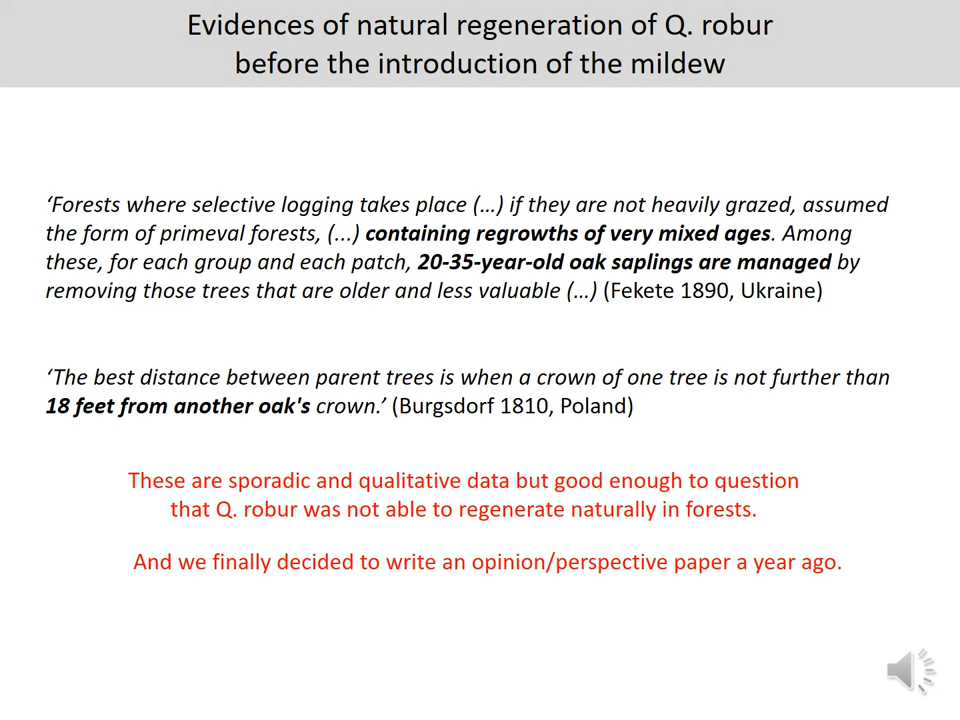 Evidences of natural regeneration of Q. robur
before the introduction of the mildew
‘Forests where selective logging takes place (…) if they are not heavily grazed, assumed
the form of primeval forests, (...) containing regrowths of very mixed ages. Among
these, for each group and each patch, 20-35-year-old oak saplings are managed by
removing those trees that are older and less valuable (…) (Fekete 1890, Ukraine)
‘The best distance between parent trees is when a crown of one tree is not further than
18 feet from another oak's crown.’ (Burgsdorf 1810, Poland)
These are sporadic and qualitative data but good enough to question
that Q. robur was not able to regenerate naturally in forests.
And we finally decided to write an opinion/perspective paper a year ago.